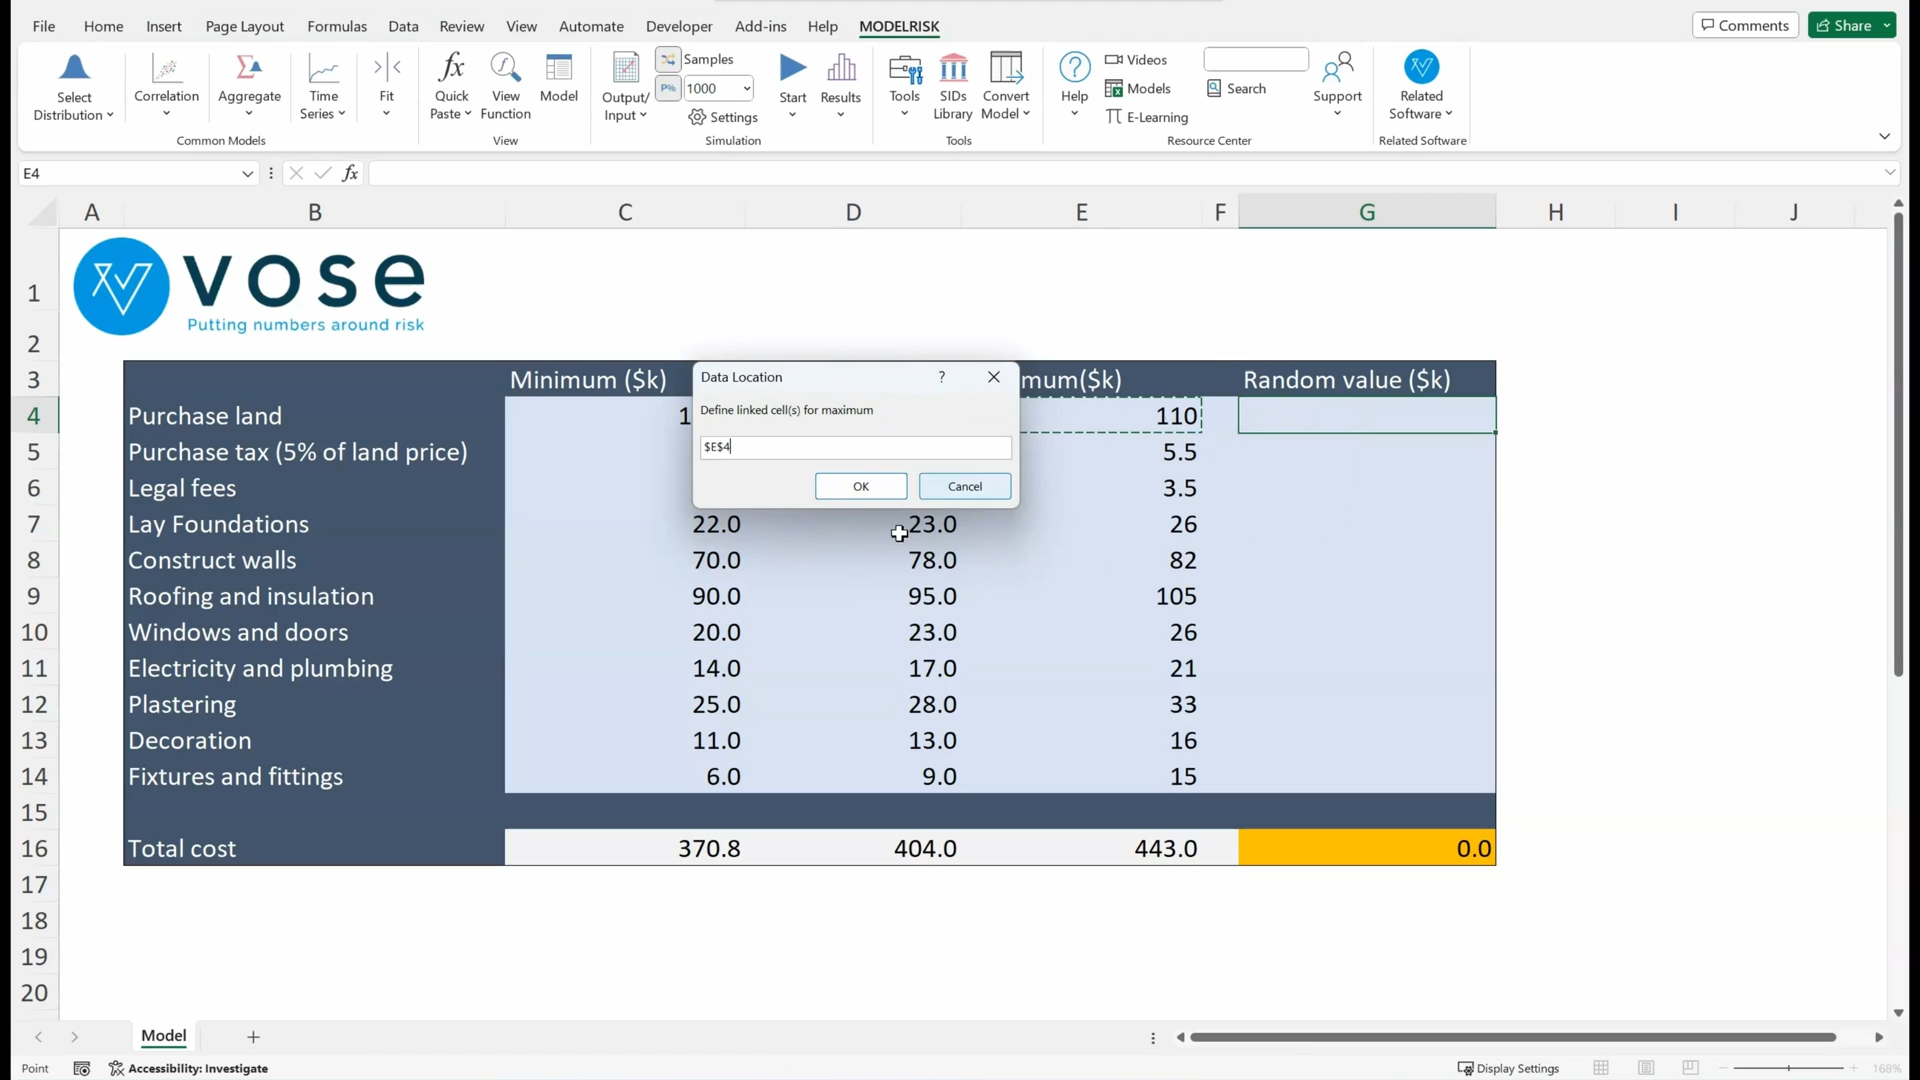 File Home Insert Page Layout Formulas Data Review View Automate Developer Add-ins Help MODELRISK Comments Share
Select Distribution
Correlation
Aggregate
Time Series
Fit
Common Models
Quick Paste
View Function
Model
View
Output/ Input
Samples
P% 1000
Settings
Start
Results
Simulation
Tools
SIDs Library
Convert Model
Tools
Help
Videos
Models
E-Learning
Search
Support
Resource Center
Related Software
Related Software
E4
fx
A B C D E F G H I J
1
vose
Putting numbers around risk
2
3 Minimum ($k) mum($k) Random value ($k)
Data Location ?
Define linked cell(s) for maximum
$E$4
OK Cancel
4 Purchase land 1 110
5 Purchase tax (5% of land price) 5.5
6 Legal fees 3.5
7 Lay Foundations 22.0 23.0 26
8 Construct walls 70.0 78.0 82
9 Roofing and insulation 90.0 95.0 105
10 Windows and doors 20.0 23.0 26
11 Electricity and plumbing 14.0 17.0 21
12 Plastering 25.0 28.0 33
13 Decoration 11.0 13.0 16
14 Fixtures and fittings 6.0 9.0 15
15
16 Total cost 370.8 404.0 443.0 0.0
17
18
19
20
Model
Point Accessibility: Investigate Display Settings 168%